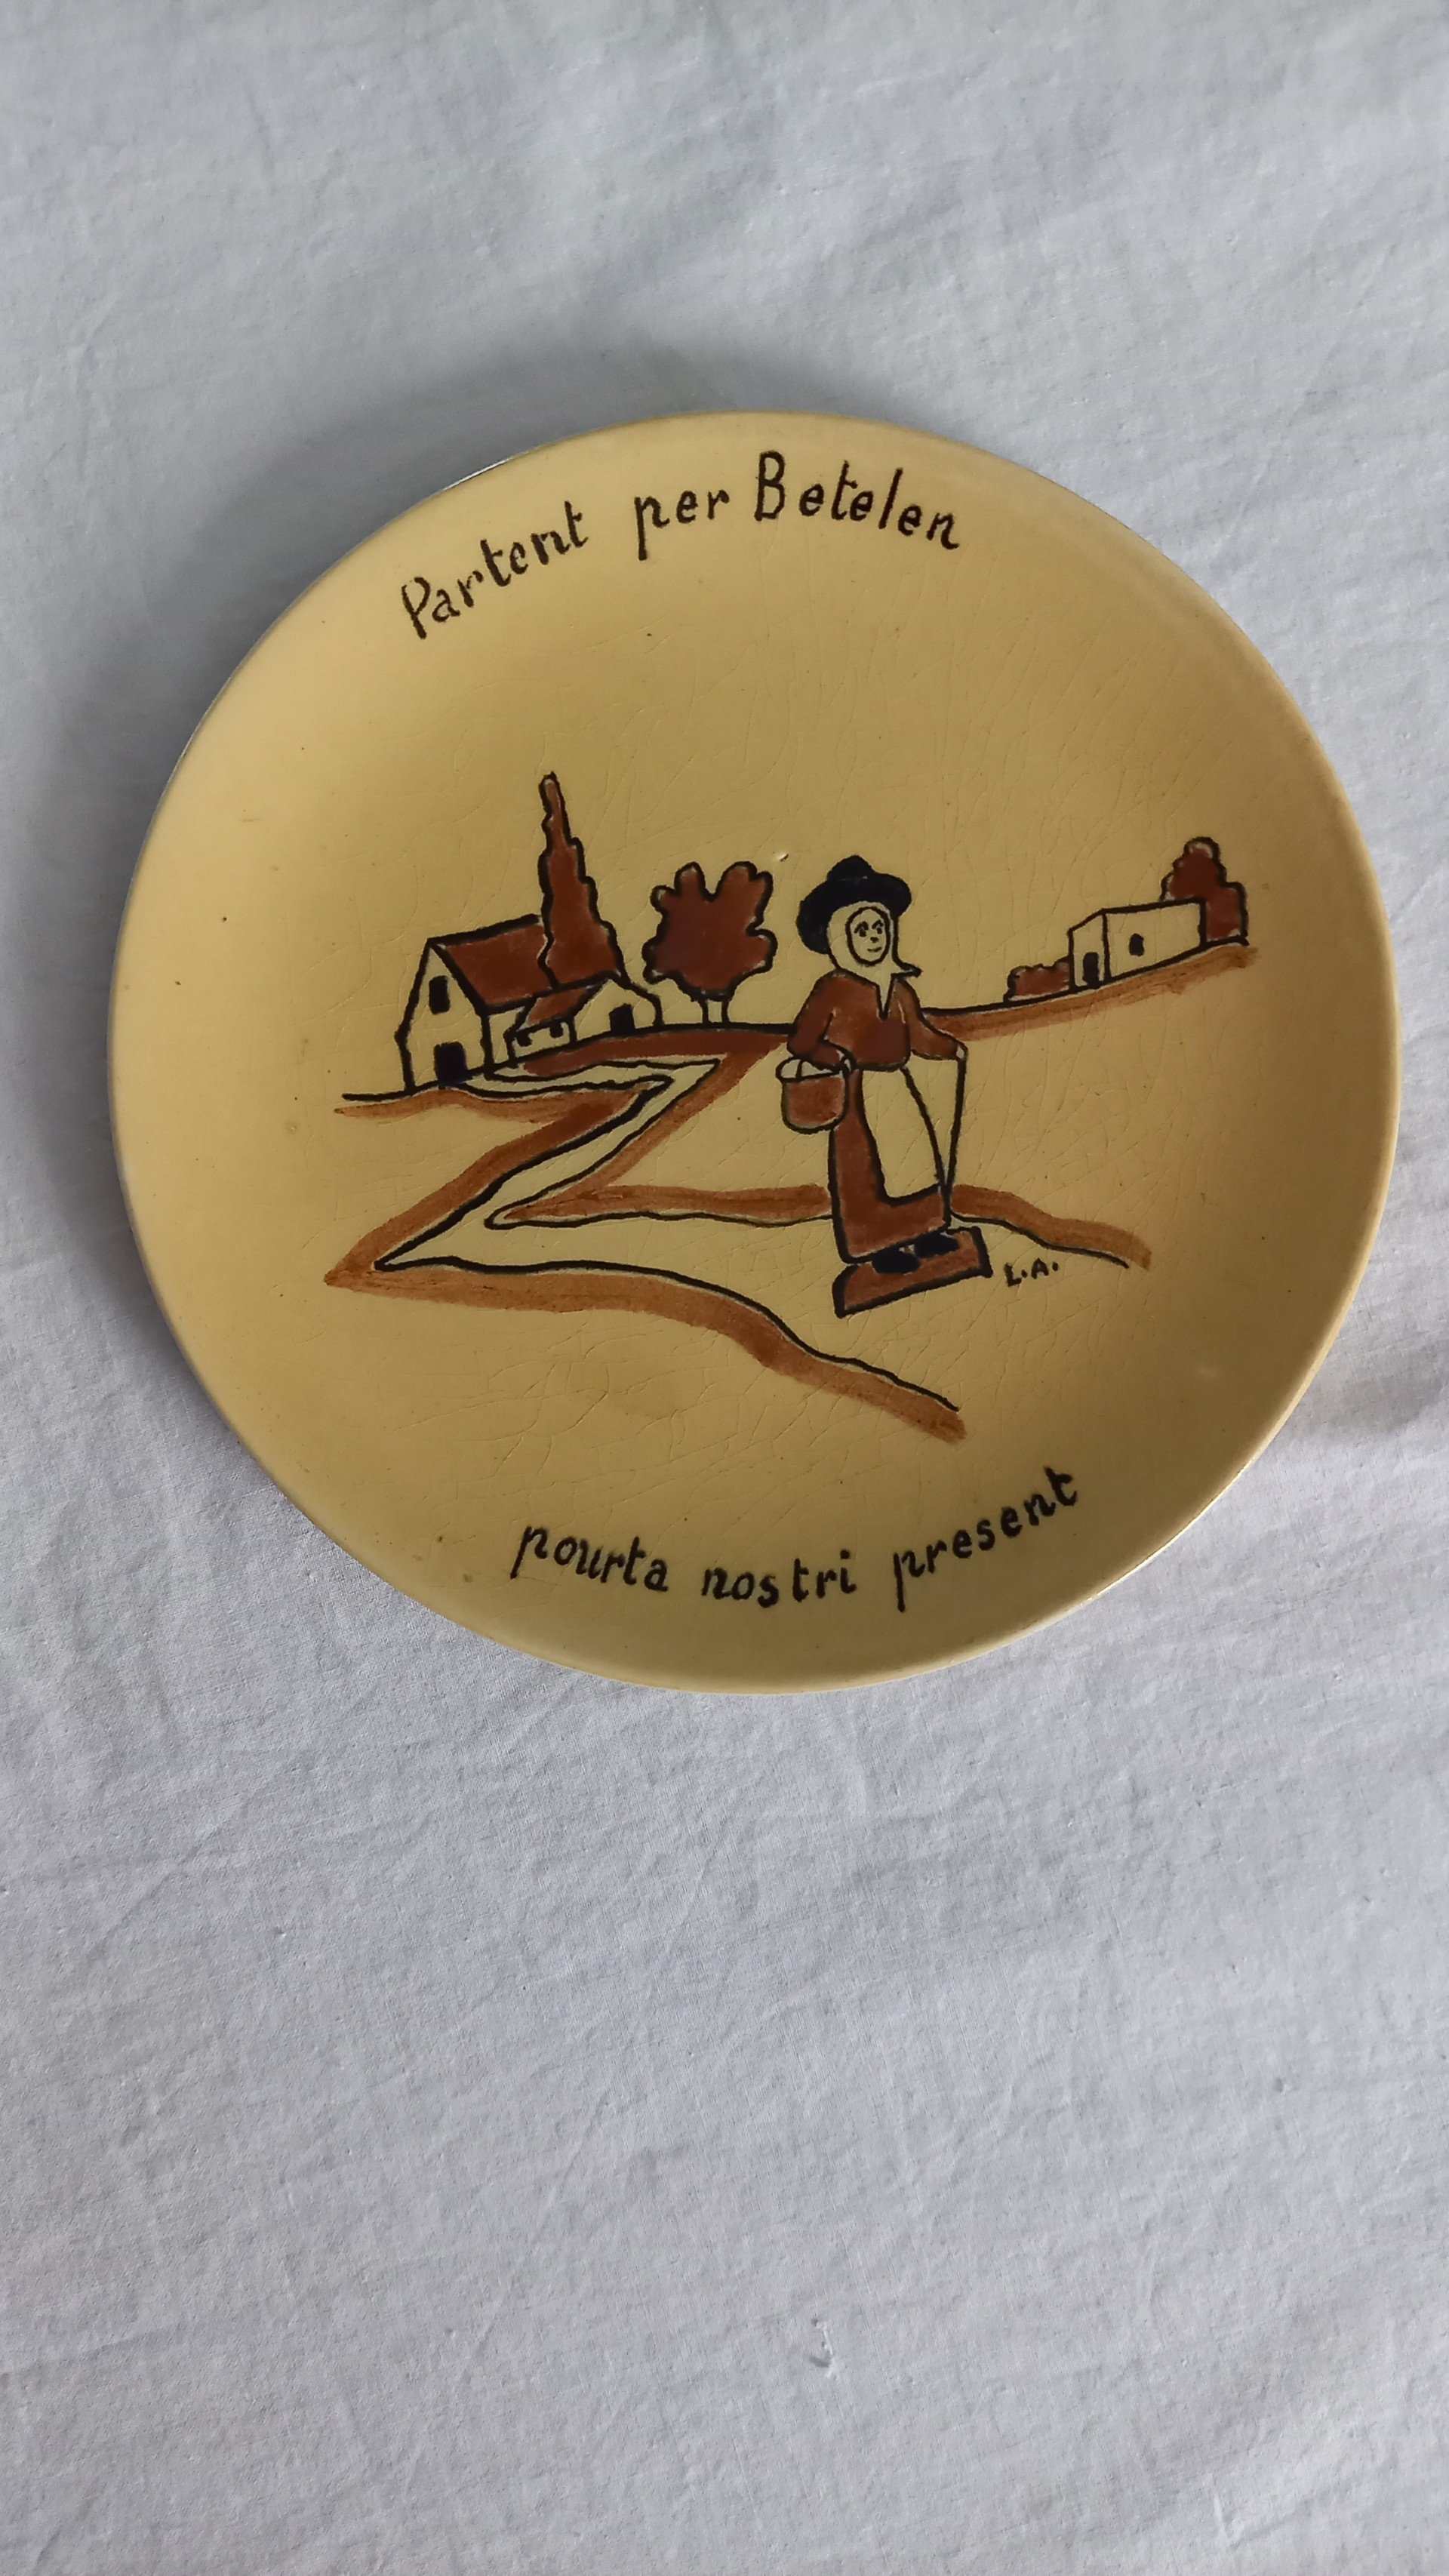 Partent per Betelen
L.A.
pourta nostri present